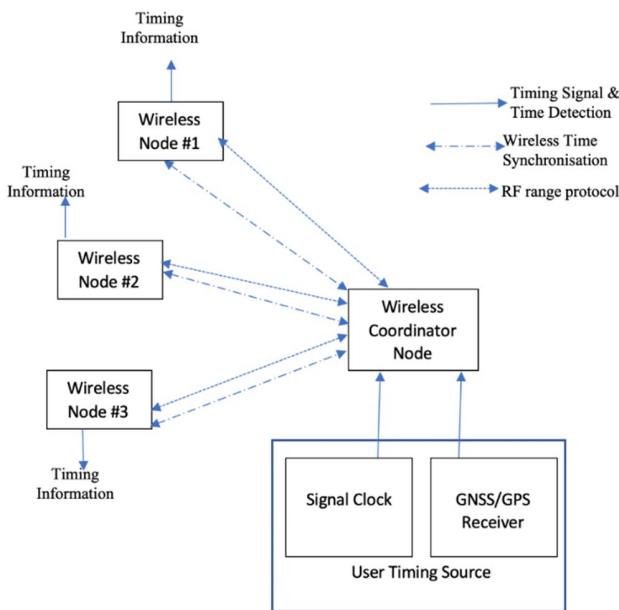 Timing
Information
Wireless
Node #1
Timing Signal &
Time Detection
Wireless Time
Synchronisation
RF range protocol
Timing
Information
Wireless
Node #2
Wireless
Coordinator
Node
Wireless
Node #3
Timing
Information
Signal Clock
GNSS/GPS
Receiver
User Timing Source